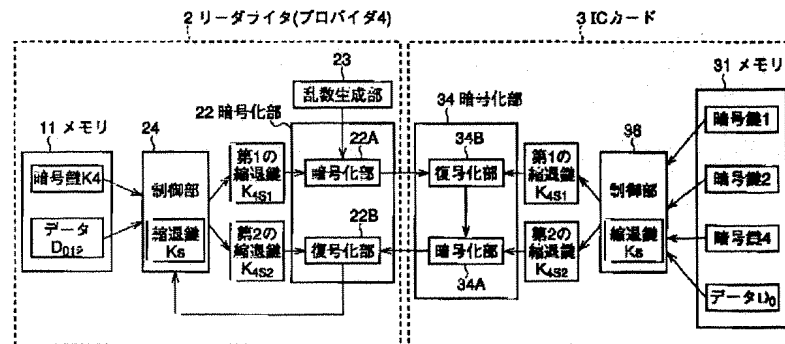 2 リーダライタ(プロバイダ4)
3 ICカード
23
乱数生成部
31 メモリ
11 メモリ
24
22 暗号化部
22A
34 暗号化部
34B
38
暗号鍵K4
データ
D012
制御部
縮退鍵
Ks
第1の
縮退鍵
K4S1
第2の
縮退鍵
K4S2
暗号化部
22B
復号化部
復号化部
暗号化部
34A
第1の
縮退鍵
K4S1
第2の
縮退鍵
K4S2
制御部
縮退鍵
Ks
暗号鍵1
暗号鍵2
暗号鍵4
データD0